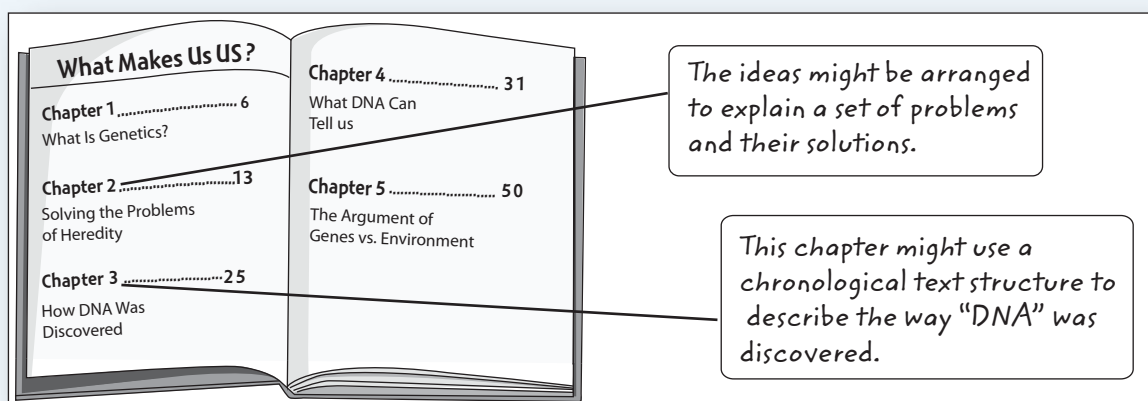 What Makes Us US?
Chapter 1 ............................ 6
What Is Genetics?
Chapter 2 ............................13
Solving the Problems
of Heredity
Chapter 3 ........................25
How DNA Was
Discovered
Chapter 4 .......................... 31
What DNA Can
Tell us
Chapter 5 ......................... 50
The Argument of
Genes vs. Environment
The ideas might be arranged
to explain a set of problems
and their solutions.
This chapter might use a
chronological text structure to
describe the way “DNA” was
discovered.